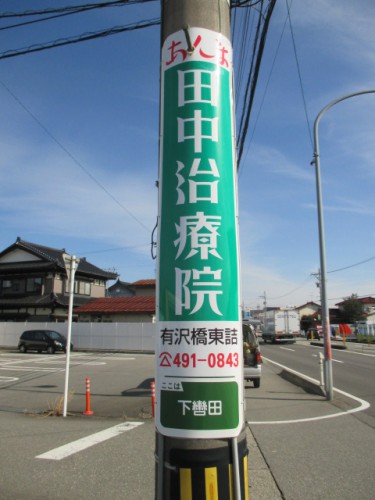 あんま
田中治療院
有沢橋東詰
491-0843
ここは
下轡田